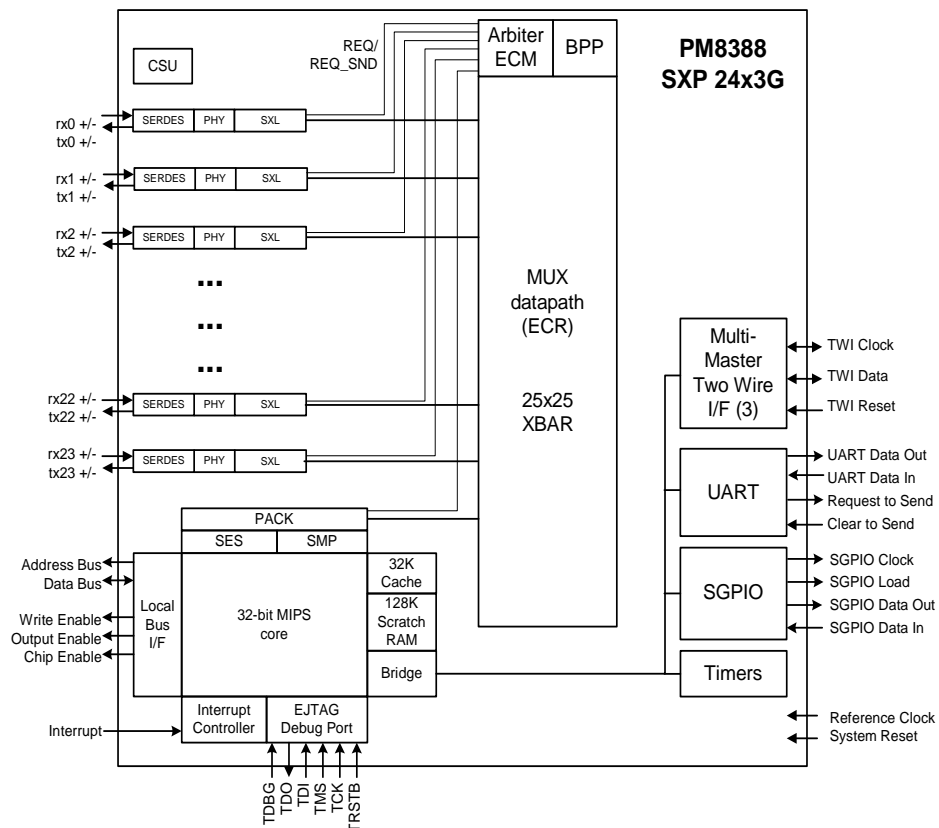 PM8388
SXP 24x3G
CSU
REQ/
REQ_SND
Arbiter
ECM
BPP
rx0 +/-
tx0 +/-
SERDES
PHY
SXL
rx1 +/-
tx1 +/-
SERDES
PHY
SXL
rx2 +/-
tx2 +/-
SERDES
PHY
SXL
...
...
rx22 +/-
tx22 +/-
SERDES
PHY
SXL
rx23 +/-
tx23 +/-
SERDES
PHY
SXL
MUX
datapath
(ECR)
25x25
XBAR
PACK
SES
SMP
Address Bus
Data Bus
Write Enable
Output Enable
Chip Enable
Local
Bus
I/F
32-bit MIPS
core
32K
Cache
128K
Scratch
RAM
Bridge
Interrupt
Interrupt
Controller
EJTAG
Debug Port
TDBG
TDO
TDI
TMS
TCK
TRSTB
Multi-
Master
Two Wire
I/F (3)
TWI Clock
TWI Data
TWI Reset
UART
UART Data Out
UART Data In
Request to Send
Clear to Send
SGPIO
SGPIO Clock
SGPIO Load
SGPIO Data Out
SGPIO Data In
Timers
Reference Clock
System Reset